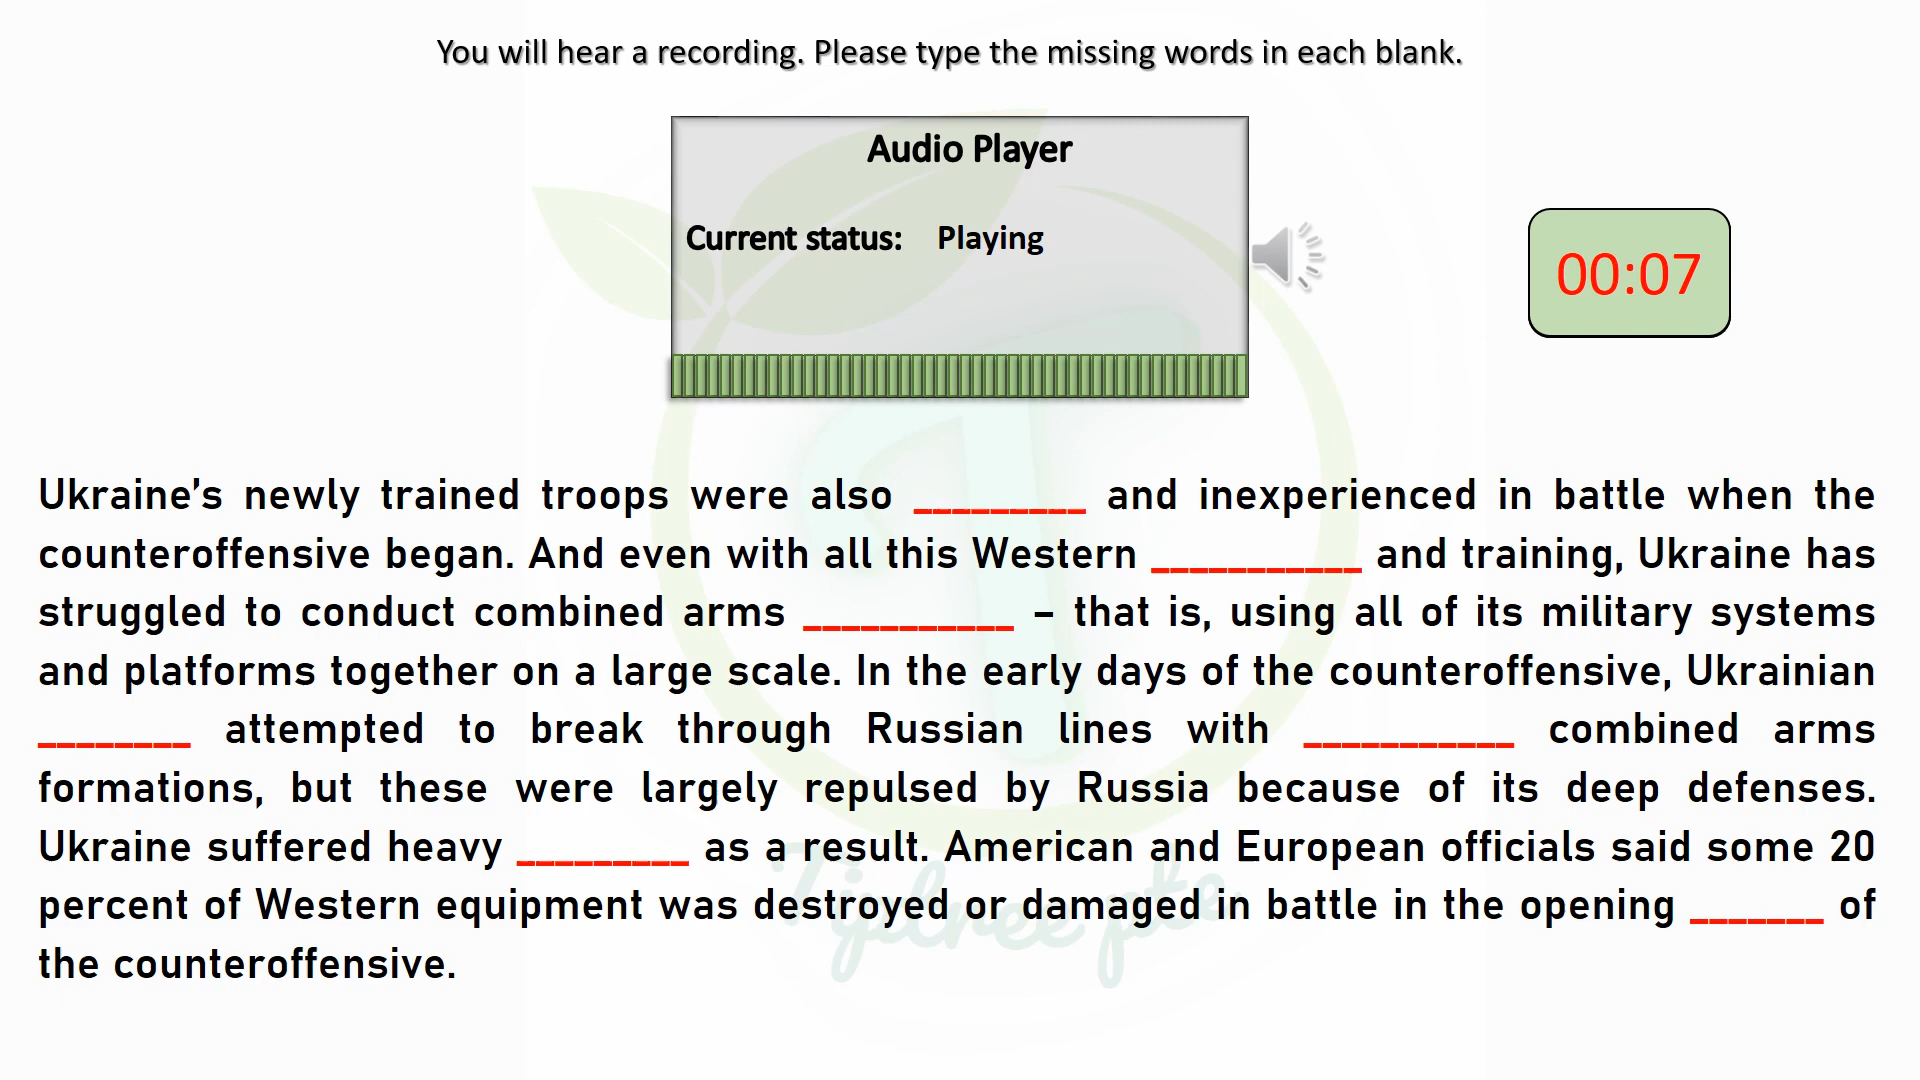 You will hear a recording. Please type the missing words in each blank.
Audio Player
Current status: Playing
00:07
Ukraine’s newly trained troops were also _________ and inexperienced in battle when the
counteroffensive began. And even with all this Western ___________ and training, Ukraine has
struggled to conduct combined arms ___________ – that is, using all of its military systems
and platforms together on a large scale. In the early days of the counteroffensive, Ukrainian
________ attempted to break through Russian lines with ___________ combined arms
formations, but these were largely repulsed by Russia because of its deep defenses.
Ukraine suffered heavy _________ as a result. American and European officials said some 20
percent of Western equipment was destroyed or damaged in battle in the opening _______ of
the counteroffensive.